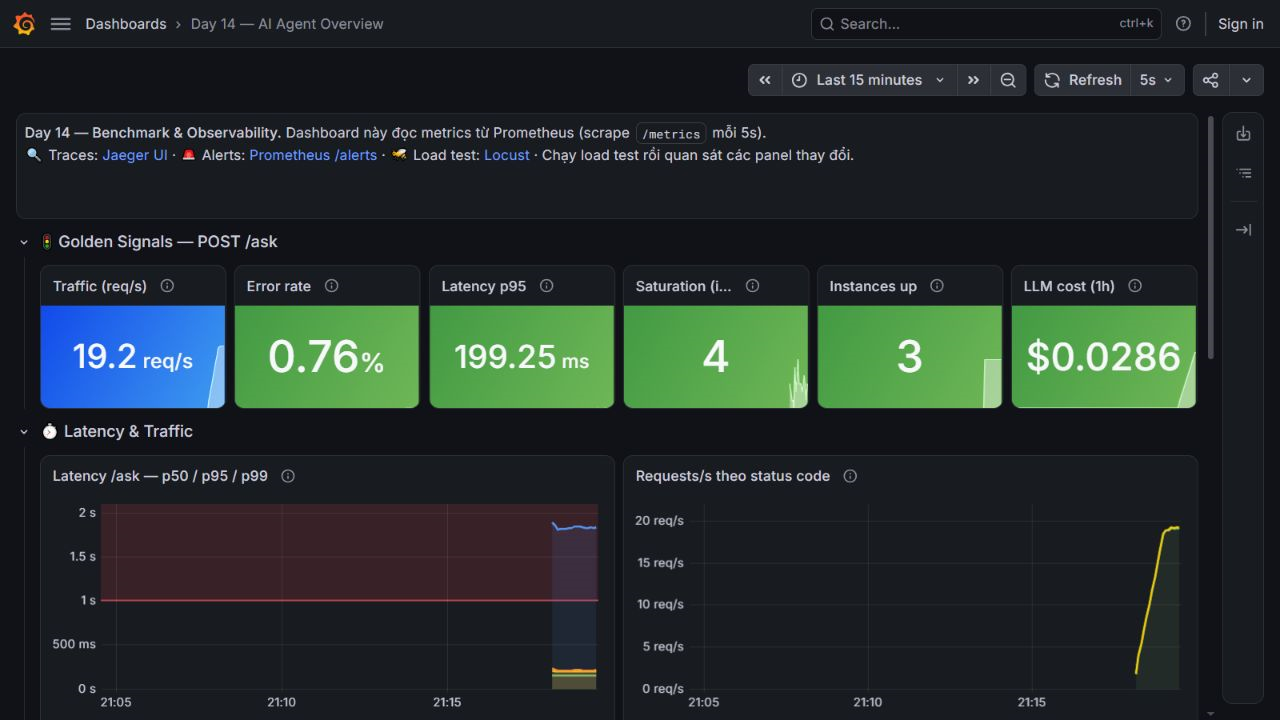 Dashboards › Day 14 — AI Agent Overview
Search... ctrl+k
Sign in
Last 15 minutes
Refresh 5s
Day 14 — Benchmark & Observability. Dashboard này đọc metrics từ Prometheus (scrape /metrics mỗi 5s).
🔍 Traces: Jaeger UI · 🚨 Alerts: Prometheus /alerts · 🐝 Load test: Locust · Chạy load test rồi quan sát các panel thay đổi.
🚦 Golden Signals — POST /ask
Traffic (req/s)
19.2 req/s
Error rate
0.76%
Latency p95
199.25 ms
Saturation (i...
4
Instances up
3
LLM cost (1h)
$0.0286
⏱ Latency & Traffic
Latency /ask — p50 / p95 / p99
2 s
1.5 s
1 s
500 ms
0 s
21:05 21:10 21:15
Requests/s theo status code
20 req/s
15 req/s
10 req/s
5 req/s
0 req/s
21:05 21:10 21:15